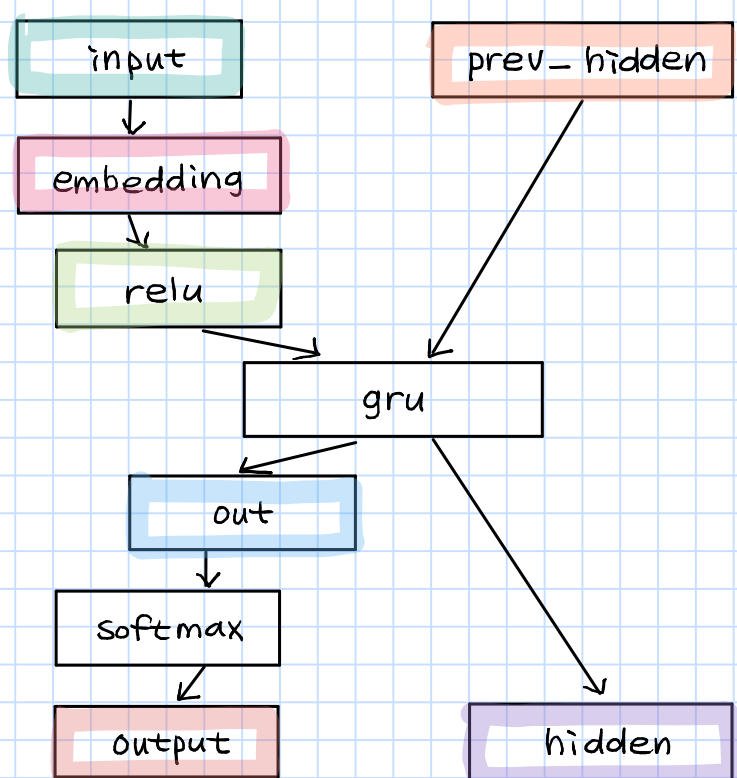 input
prev_hidden
embedding
relu
gru
out
softmax
output
hidden